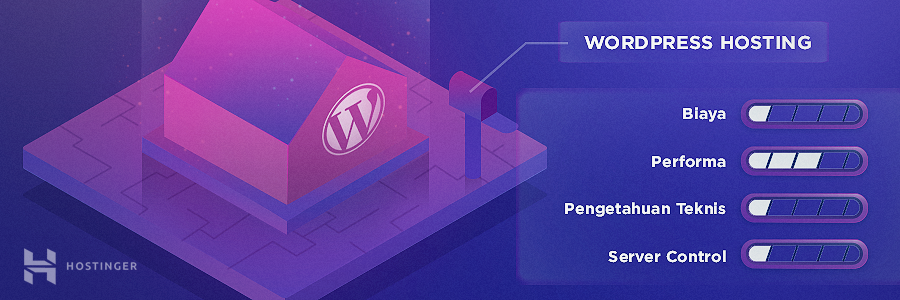 WORDPRESS HOSTING
Biaya
Performa
Pengetahuan Teknis
Server Control
W
HOSTINGER